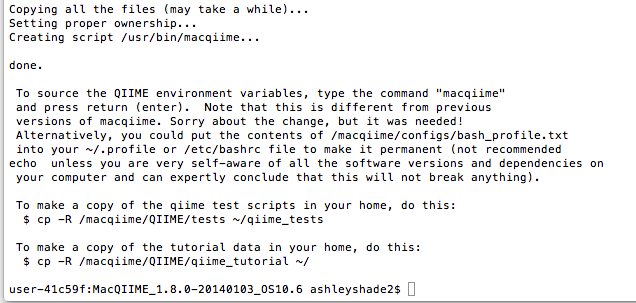 Copying all the files (may take a while)...
Setting proper ownership...
Creating script /usr/bin/macqiime...

done.

 To source the QIIME environment variables, type the command "macqiime"
 and press return (enter).  Note that this is different from previous
 versions of macqiime. Sorry about the change, but it was needed!
 Alternatively, you could put the contents of /macqiime/configs/bash_profile.txt
 into your ~/.profile or /etc/bashrc file to make it permanent (not recommended
echo  unless you are very self-aware of all the software versions and dependencies on
 your computer and can expertly conclude that this will not break anything).

 To make a copy of the qiime test scripts in your home, do this:
  $ cp -R /macqiime/QIIME/tests ~/qiime_tests

 To make a copy of the tutorial data in your home, do this:
  $ cp -R /macqiime/QIIME/qiime_tutorial ~/

user-41c59f:MacQIIME_1.8.0-20140103_OS10.6 ashleyshade2$